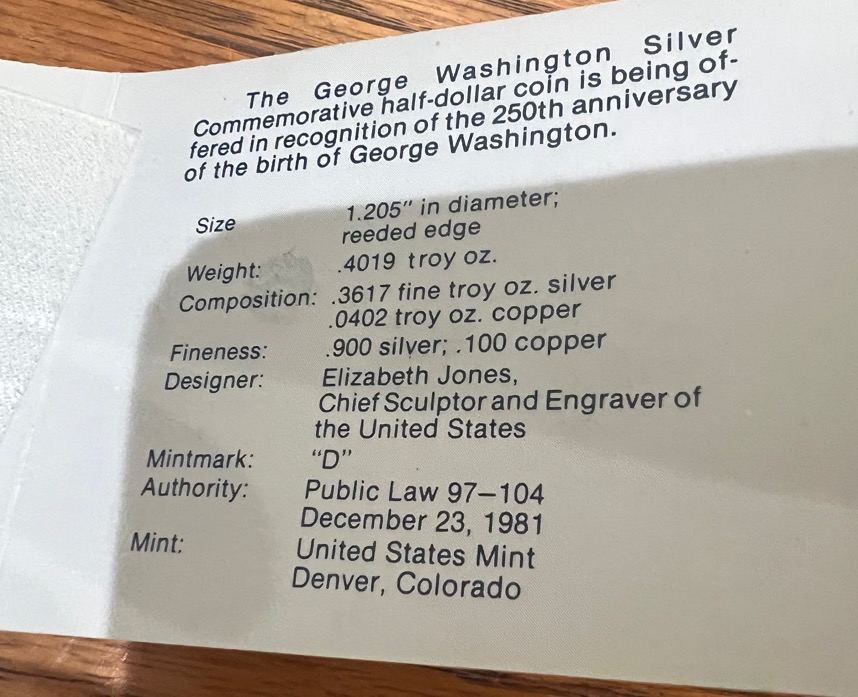 The George Washington Silver
Commemorative half-dollar coin is being of-
fered in recognition of the 250th anniversary
of the birth of George Washington.
Size 1.205" in diameter;
reeded edge
Weight: .4019 troy oz.
Composition: .3617 fine troy oz. silver
.0402 troy oz. copper
Fineness: .900 silver; .100 copper
Designer: Elizabeth Jones,
Chief Sculptor and Engraver of
the United States
Mintmark: “D”
Authority: Public Law 97–104
December 23, 1981
Mint: United States Mint
Denver, Colorado